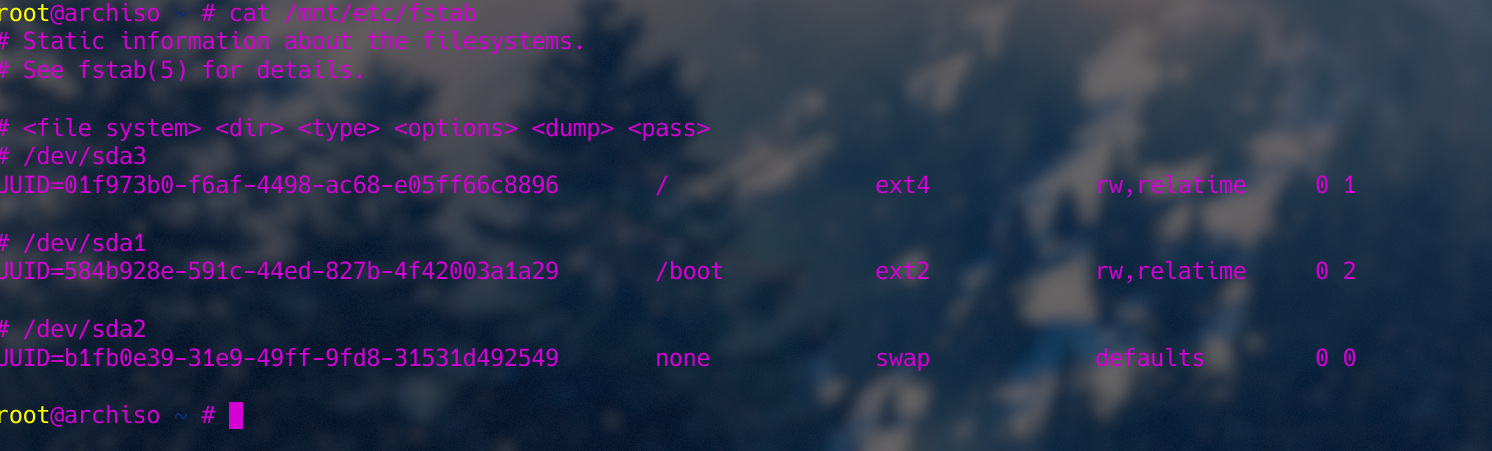 root@archiso ~ # cat /mnt/etc/fstab
# Static information about the filesystems.
# See fstab(5) for details.
# <file system> <dir> <type> <options> <dump> <pass>
# /dev/sda3
UUID=01f973b0-f6af-4498-ac68-e05ff66c8896 / ext4 rw,relatime 0 1
# /dev/sda1
UUID=584b928e-591c-44ed-827b-4f42003a1a29 /boot ext2 rw,relatime 0 2
# /dev/sda2
UUID=b1fb0e39-31e9-49ff-9fd8-31531d492549 none swap defaults 0 0
root@archiso ~ #